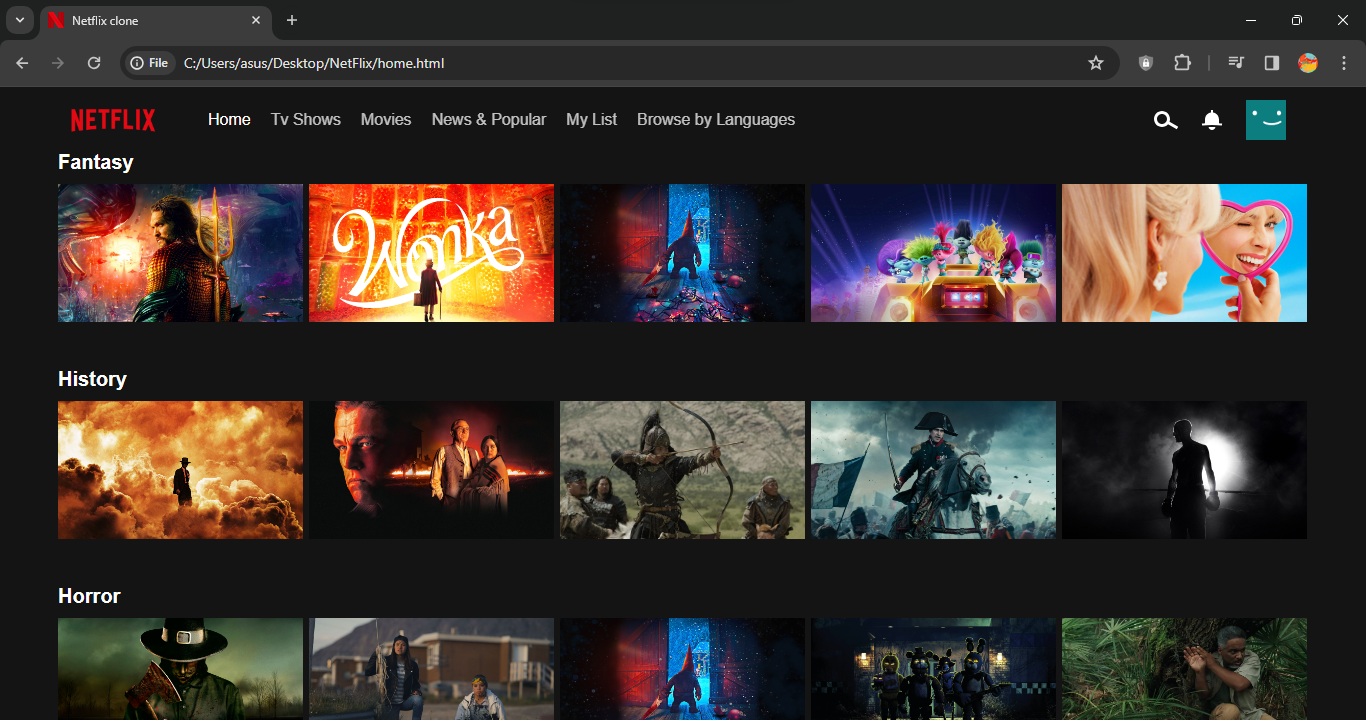 Netflix clone
File C:/Users/asus/Desktop/NetFlix/home.html
NETFLIX Home Tv Shows Movies News & Popular My List Browse by Languages
Fantasy
Wonka
History
Horror